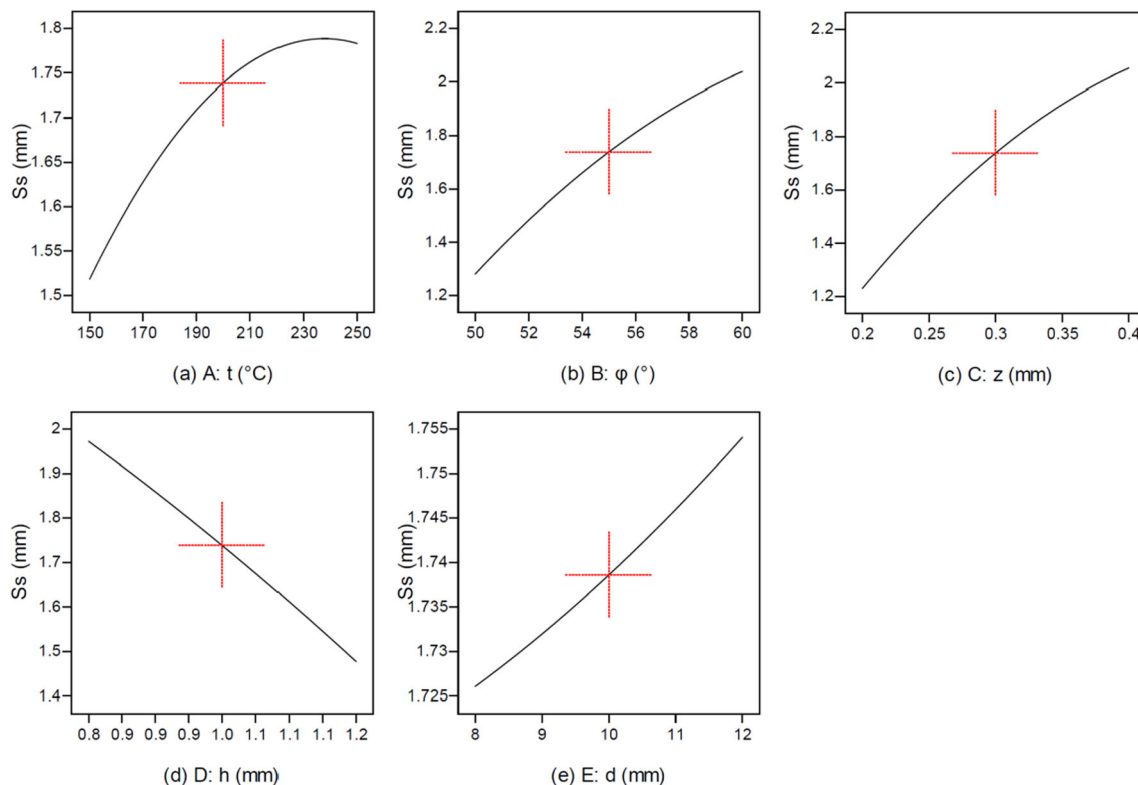 Ss (mm)
1.8
1.75
1.7
1.65
1.6
1.55
1.5
150 170 200 230 250
(a) A: t (°C)
Ss (mm)
2.2
2
1.8
1.6
1.4
1.2
50 52 54 56 58 60
(b) B: φ (°)
Ss (mm)
2.2
2
1.8
1.6
1.4
1.2
0.2 0.25 0.3 0.35 0.4
(c) C: z (mm)
Ss (mm)
2
1.9
1.8
1.7
1.6
1.5
1.4
0.8 0.9 0.9 0.9 1.0 1.1 1.1 1.1 1.2
(d) D: h (mm)
Ss (mm)
1.755
1.75
1.745
1.74
1.735
1.73
1.725
8 9 10 11 12
(e) E: d (mm)